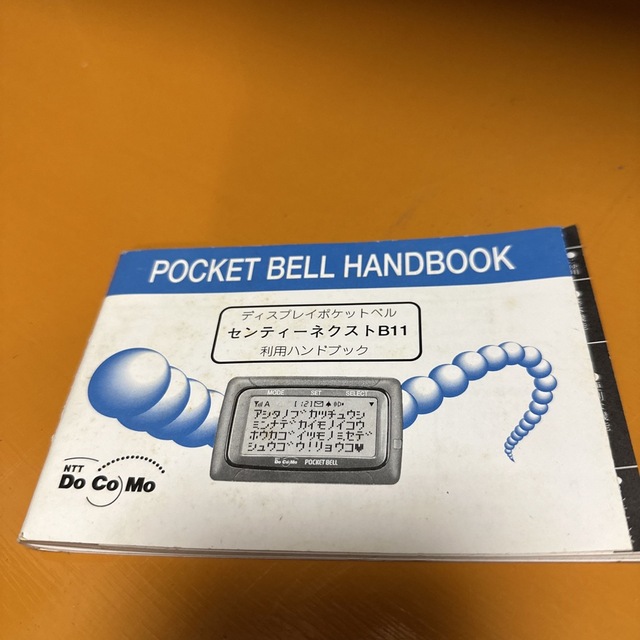 POCKET BELL HANDBOOK
ディスプレイポケットベル
センティーネクストB11
利用ハンドブック
MODE SET SELECT
アシタノブ カツチュウシ
ミンナデ カイモノイコウ
ホウカゴ イツモノミセデ
シュウゴウ!リョウコ♥
NTT DoCoMo POCKET BELL
NTT
DoCoMo